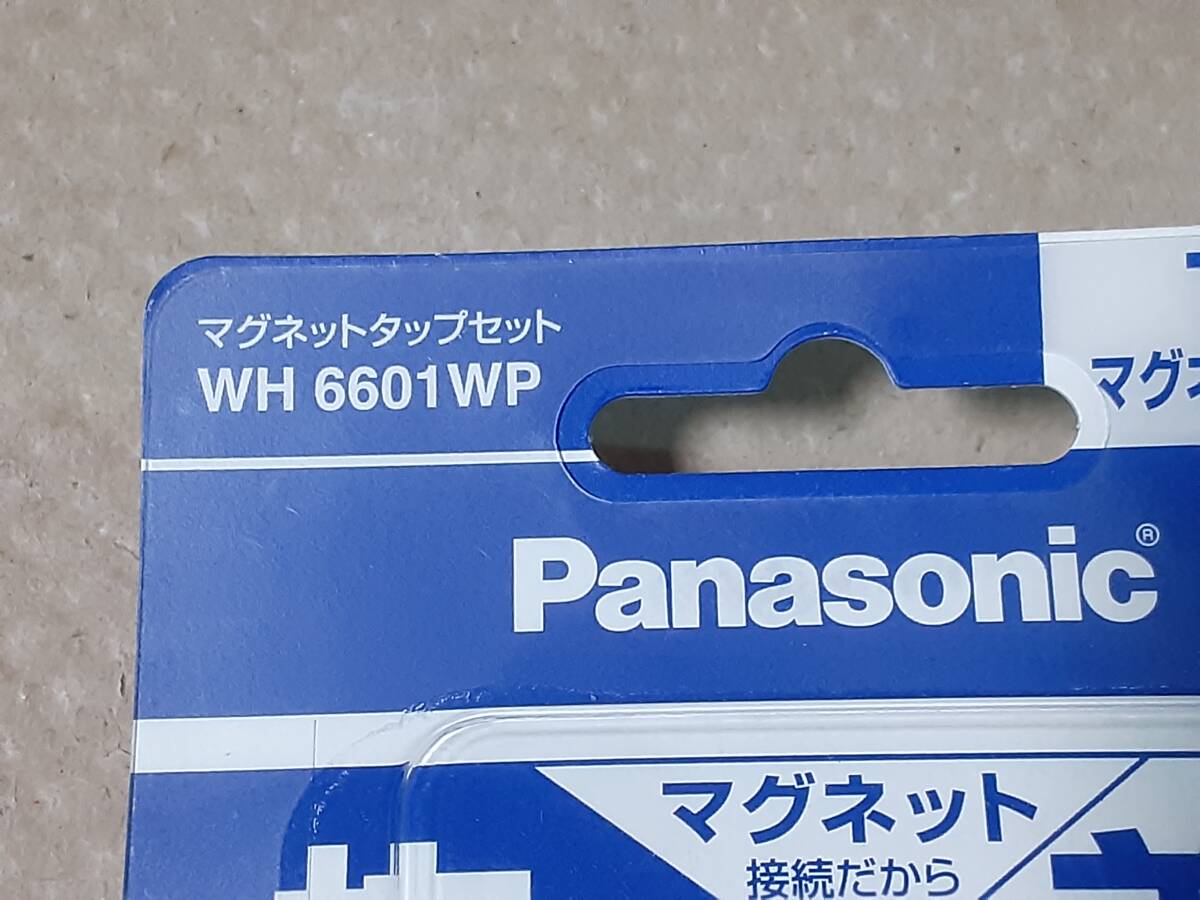 マグネットタップセット
WH 6601WP
マグネ
Panasonic®
マグネット
接続だから